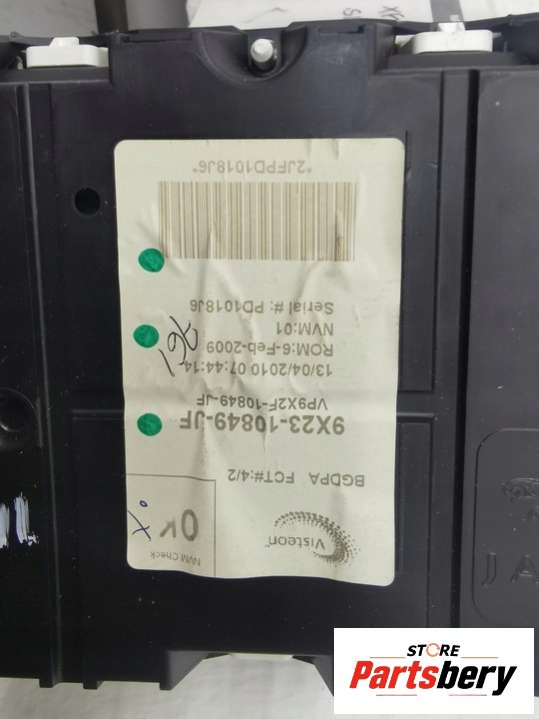 Visteon
NVM Check
OK
BGDPA FCT#:4/2
9X23-10849-JF
VP9X2F-10849-JF
13/04/2010 07:44:14
ROM:6-Feb-2009
NVM:01
Serial #: PD1018J6
*2JFPD1018J6*
JA
STORE
Partsbery